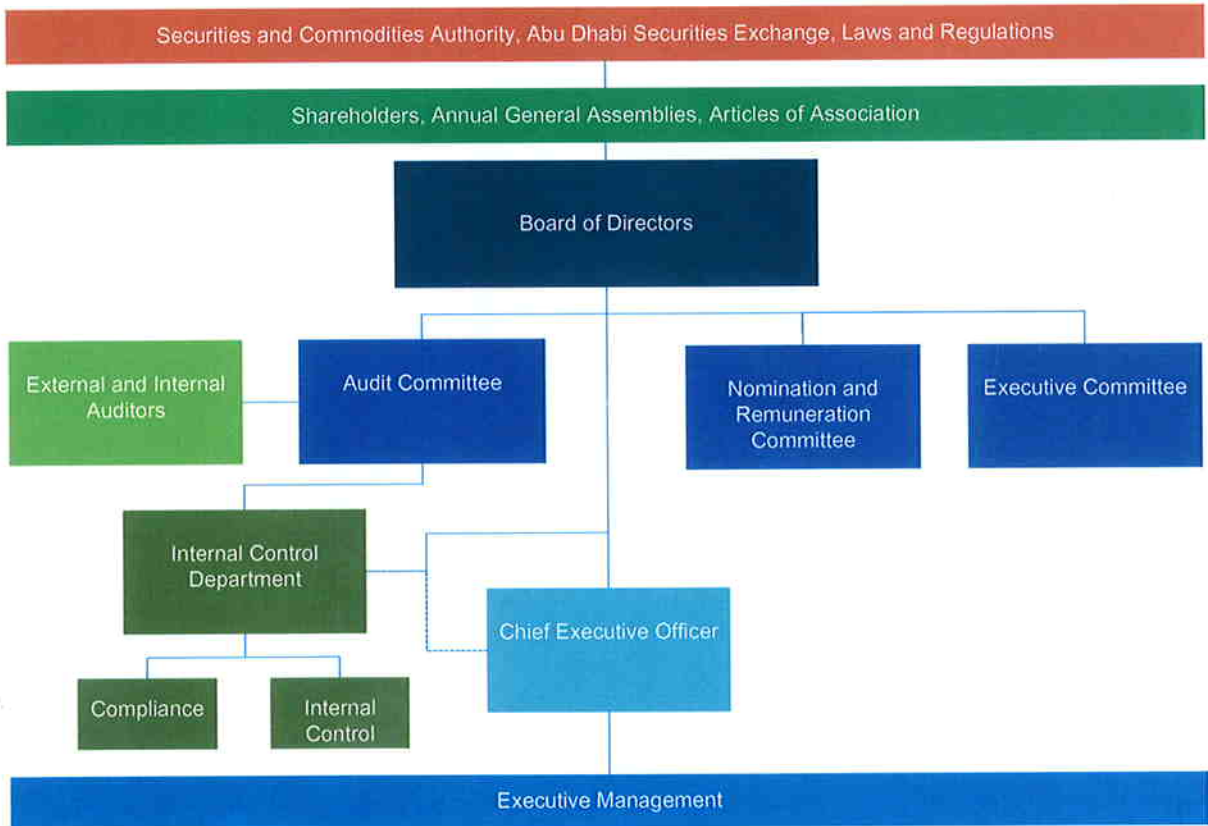 Securities and Commodities Authority, Abu Dhabi Securities Exchange, Laws and Regulations
Shareholders, Annual General Assemblies, Articles of Association
Board of Directors
External and Internal
Auditors
Audit Committee
Nomination and
Remuneration
Committee
Executive Committee
Internal Control
Department
Chief Executive Officer
Compliance
Internal
Control
Executive Management